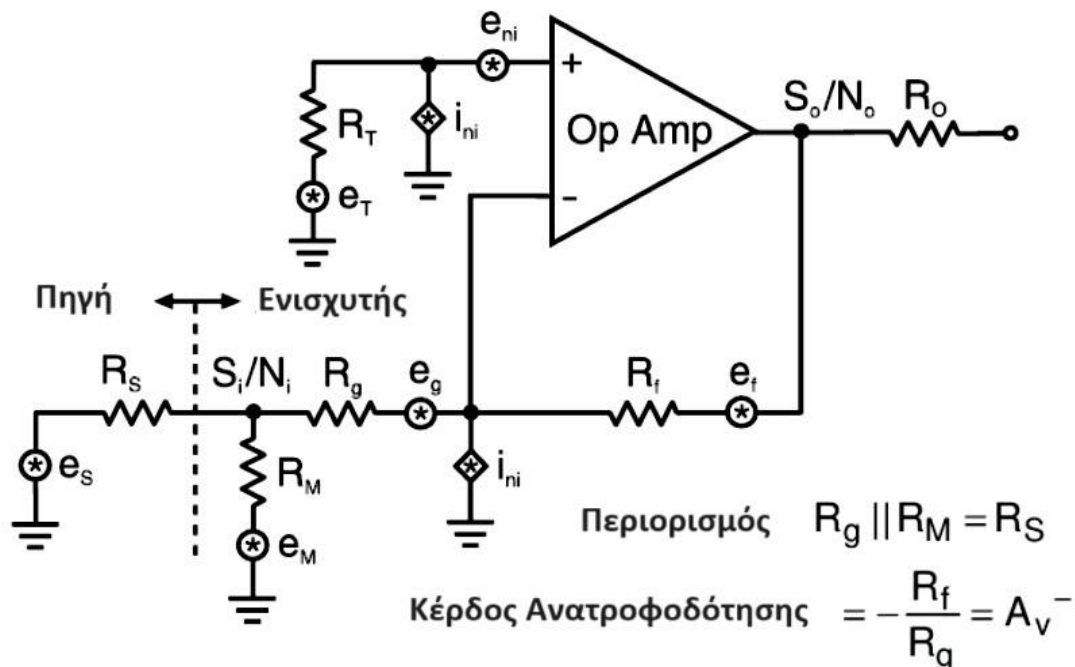 e_ni
+
R_T
i_ni
Op Amp
S_o/N_o
R_o
e_T
-
Πηγή
Ενισχυτής
R_S
S_i/N_i
R_g
e_g
R_f
e_f
e_S
R_M
i_ni
e_M
Περιορισμός R_g || R_M = R_S
Κέρδος Ανατροφοδότησης = - R_f / R_g = A_v^-